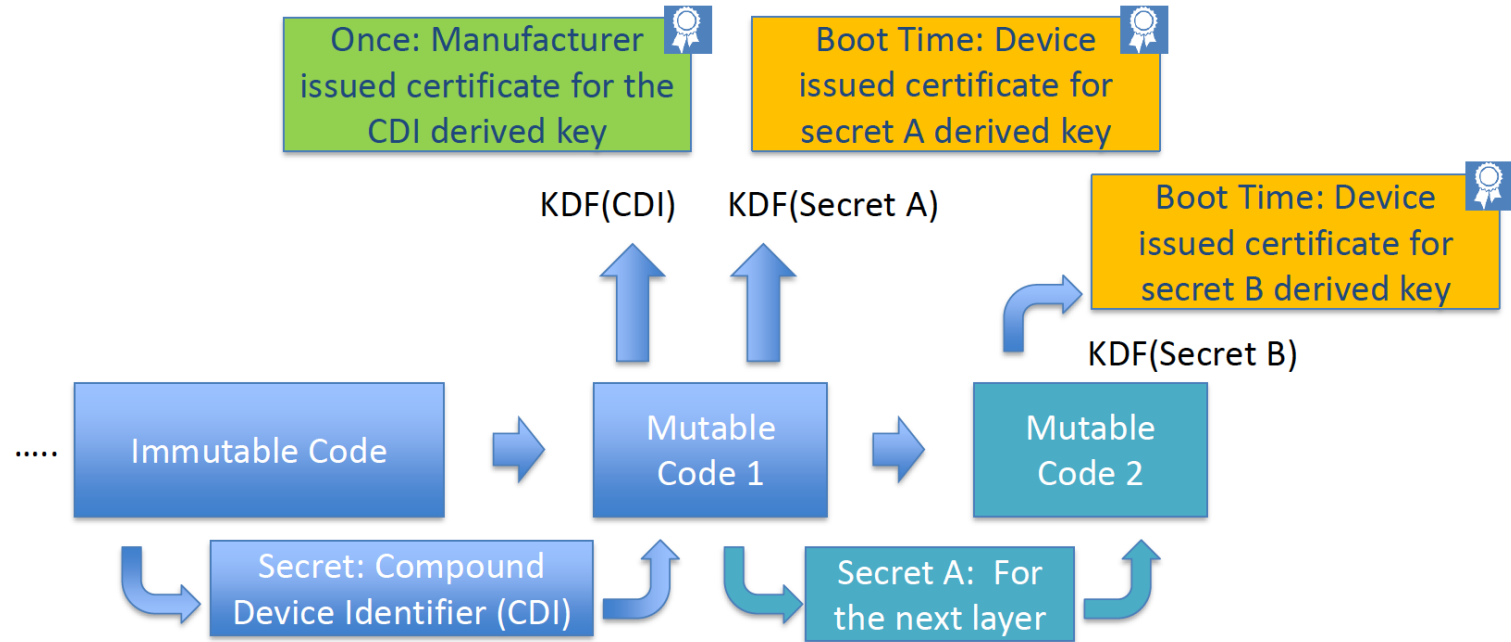 Once: Manufacturer
issued certificate for the
CDI derived key
Boot Time: Device
issued certificate for
secret A derived key
Boot Time: Device
issued certificate for
secret B derived key
KDF(CDI)
KDF(Secret A)
KDF(Secret B)
.....
Immutable Code
Mutable
Code 1
Mutable
Code 2
Secret: Compound
Device Identifier (CDI)
Secret A:  For
the next layer